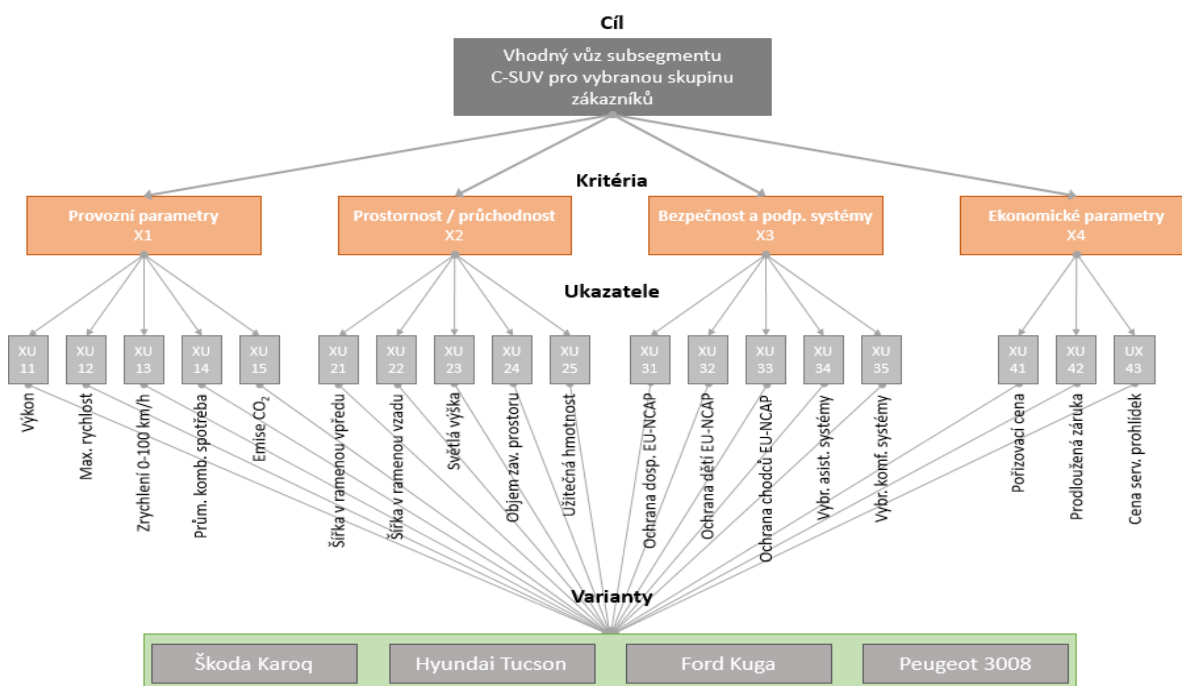 Cíl
Vhodný vůz subsegmentu
C-SUV pro vybranou skupinu
zákazníků
Kritéria
Provozní parametry
X1
Prostornost / průchodnost
X2
Bezpečnost a podp. systémy
X3
Ekonomické parametry
X4
Ukazatele
XU
11
XU
12
XU
13
XU
14
XU
15
XU
21
XU
22
XU
23
XU
24
XU
25
XU
31
XU
32
XU
33
XU
34
XU
35
XU
41
XU
42
UX
43
Výkon
Max. rychlost
Zrychlení 0-100 km/h
Prům. komb. spotřeba
Emise CO₂
Šířka v ramenou vpředu
Šířka v ramenou vzadu
Světlá výška
Objem zav. prostoru
Užitečná hmotnost
Ochrana dosp. EU-NCAP
Ochrana dětí EU-NCAP
Ochrana chodců EU-NCAP
Vybr. asist. systémy
Vybr. komf. systémy
Pořizovací cena
Prodloužená záruka
Cena serv. prohlídek
Varianty
Škoda Karoq
Hyundai Tucson
Ford Kuga
Peugeot 3008